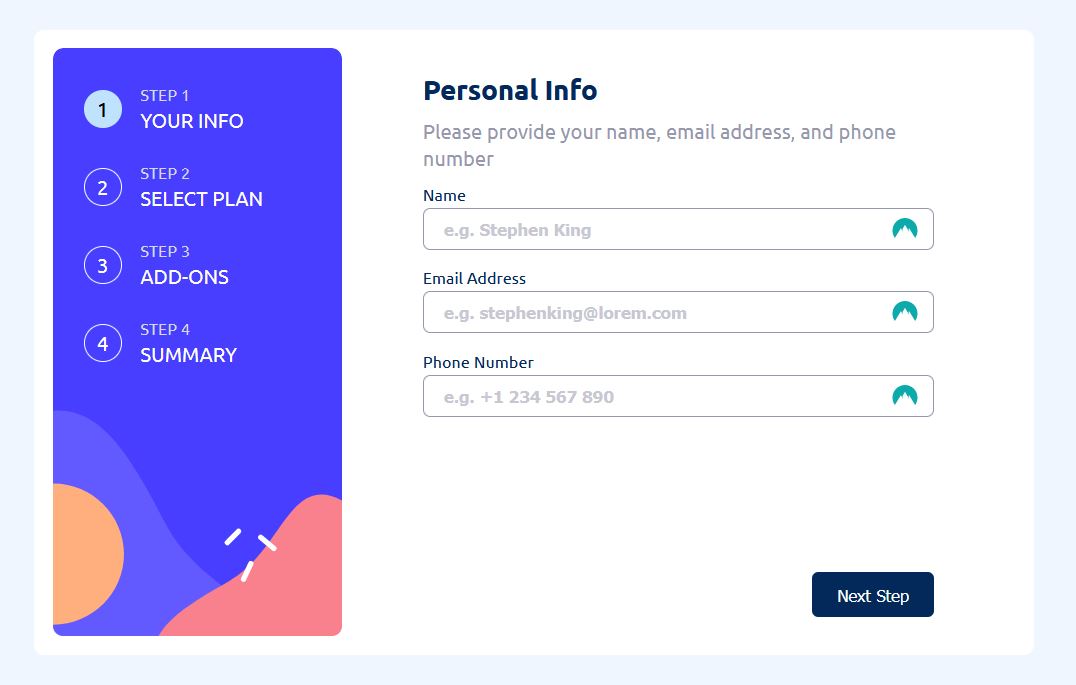 1
STEP 1
YOUR INFO
2
STEP 2
SELECT PLAN
3
STEP 3
ADD-ONS
4
STEP 4
SUMMARY
Personal Info
Please provide your name, email address, and phone
number
Name
e.g. Stephen King
Email Address
e.g. stephenking@lorem.com
Phone Number
e.g. +1 234 567 890
Next Step